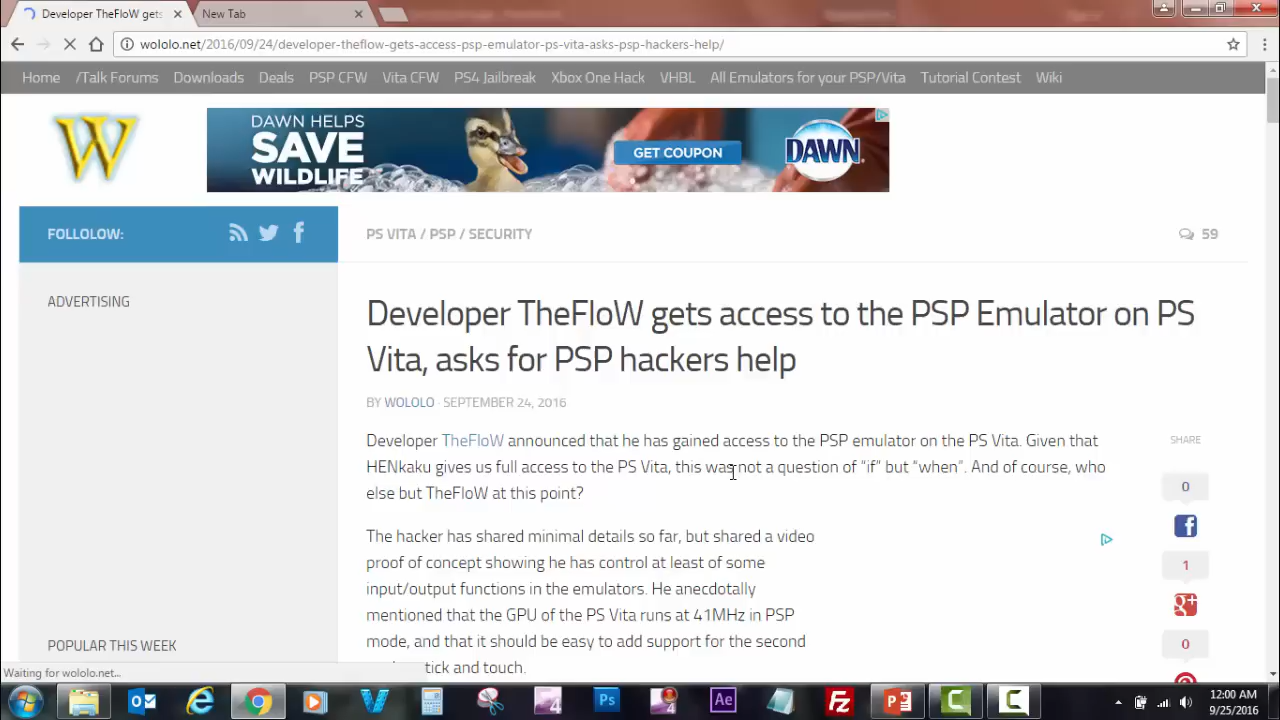 Developer TheFloW gets
New Tab
wololo.net/2016/09/24/developer-theflow-gets-access-psp-emulator-ps-vita-asks-psp-hackers-help/
Home /Talk Forums Downloads Deals PSP CFW Vita CFW PS4 Jailbreak Xbox One Hack VHBL All Emulators for your PSP/Vita Tutorial Contest Wiki
W
DAWN HELPS
SAVE
WILDLIFE
GET COUPON
DAWN
FOLLOLOW:
PS VITA / PSP / SECURITY
59
ADVERTISING
Developer TheFloW gets access to the PSP Emulator on PS
Vita, asks for PSP hackers help
BY WOLOLO · SEPTEMBER 24, 2016
Developer TheFloW announced that he has gained access to the PSP emulator on the PS Vita. Given that
HENkaku gives us full access to the PS Vita, this was not a question of “if” but “when”. And of course, who
else but TheFloW at this point?
SHARE
0
1
0
The hacker has shared minimal details so far, but shared a video
proof of concept showing he has control at least of some
input/output functions in the emulators. He anecdotally
mentioned that the GPU of the PS Vita runs at 41MHz in PSP
mode, and that it should be easy to add support for the second
tick and touch.
POPULAR THIS WEEK
Waiting for wololo.net...
12:00 AM
9/25/2016